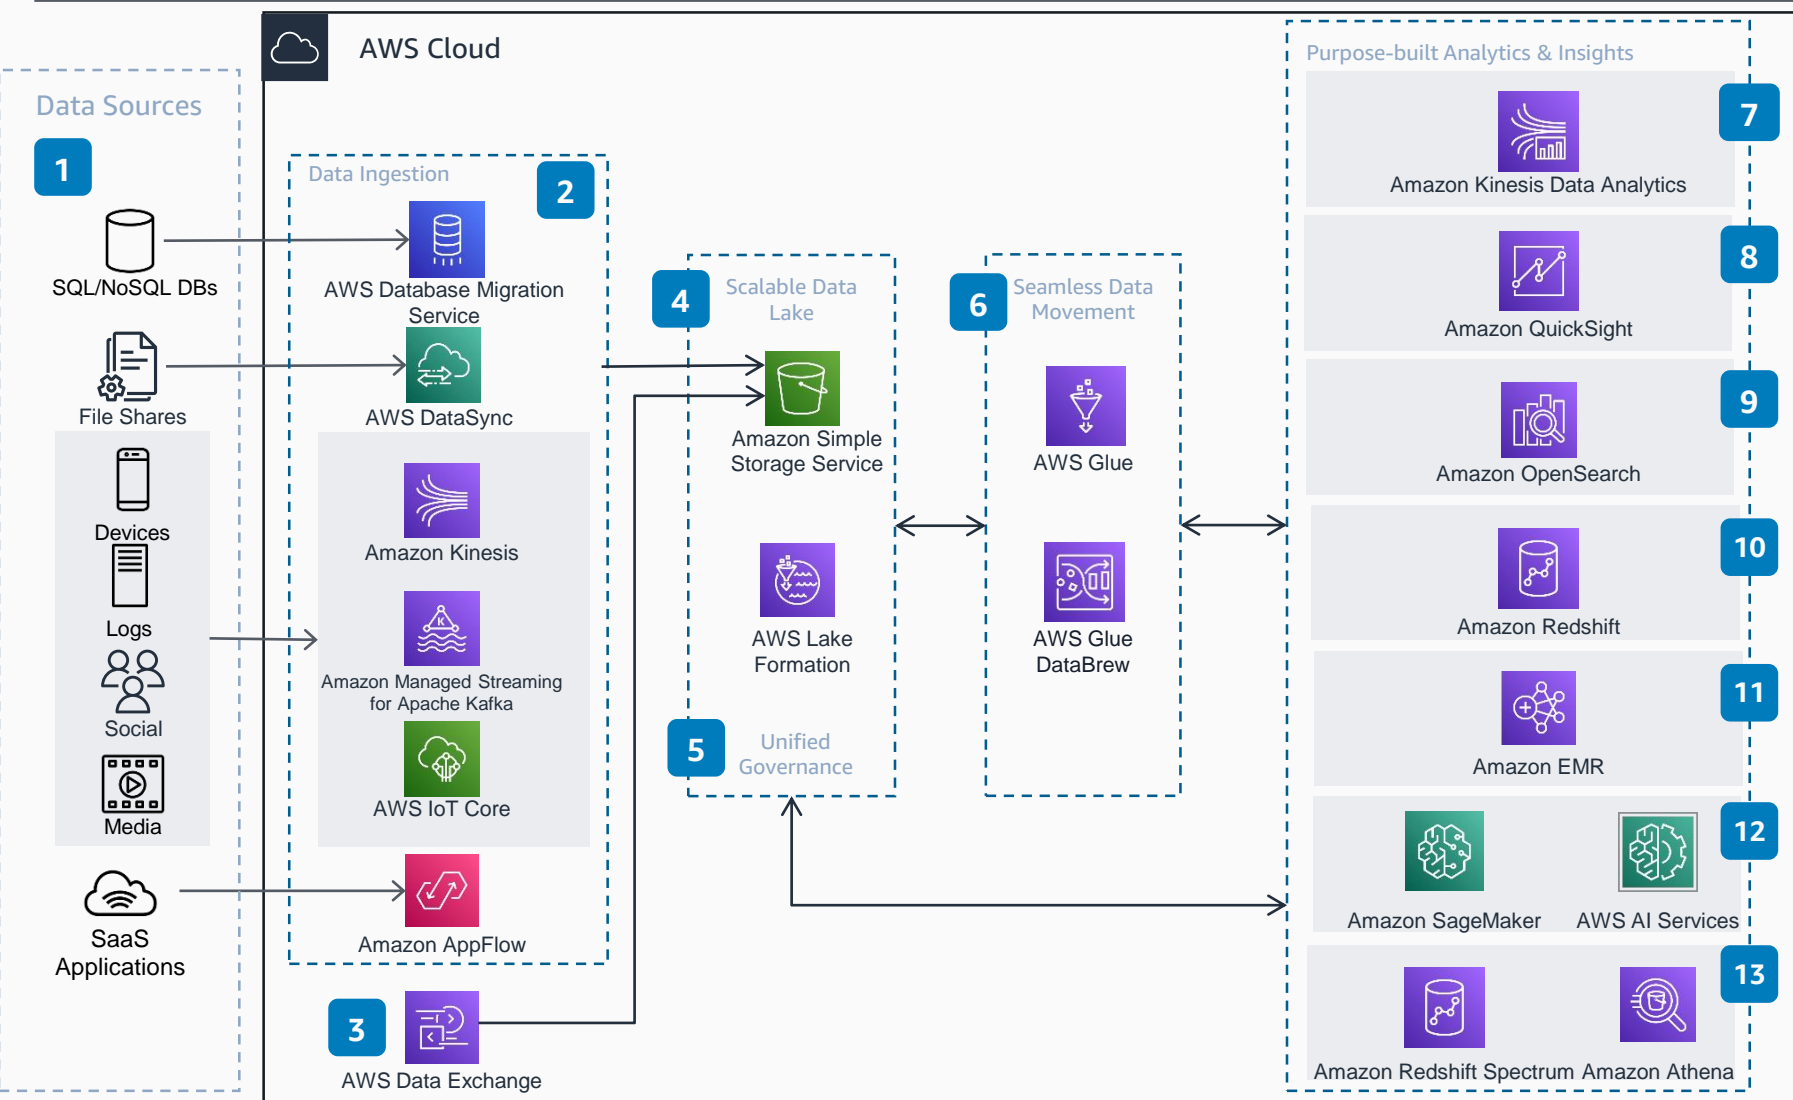 AWS Cloud
Data Sources
1
SQL/NoSQL DBs
File Shares
Devices
Logs
Social
Media
SaaS
Applications
Data Ingestion
2
AWS Database Migration
Service
AWS DataSync
Amazon Kinesis
K
Amazon Managed Streaming
for Apache Kafka
AWS IoT Core
Amazon AppFlow
3
AWS Data Exchange
4
Scalable Data
Lake
Amazon Simple
Storage Service
AWS Lake
Formation
5
Unified
Governance
6
Seamless Data
Movement
AWS Glue
AWS Glue
DataBrew
Purpose-built Analytics & Insights
7
Amazon Kinesis Data Analytics
8
Amazon QuickSight
9
Amazon OpenSearch
10
Amazon Redshift
11
Amazon EMR
12
Amazon SageMaker
AWS AI Services
13
Amazon Redshift Spectrum
Amazon Athena